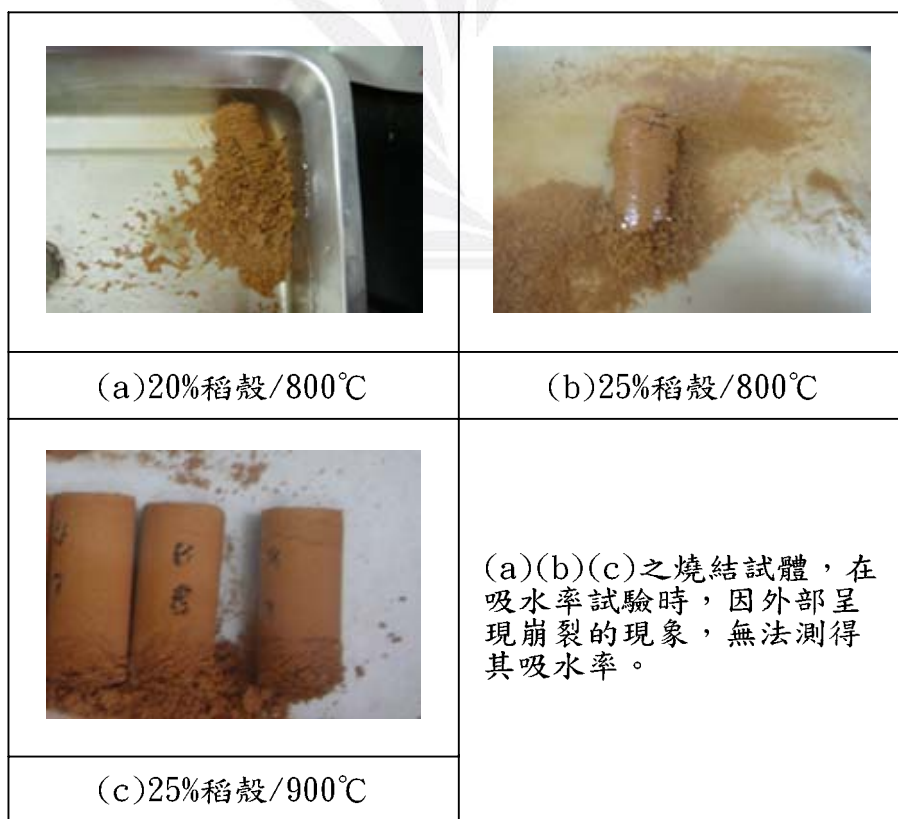 (a)20%稻殼/800℃
(b)25%稻殼/800℃
(c)25%稻殼/900℃
(a)(b)(c)之燒結試體，在
吸水率試驗時，因外部呈
現崩裂的現象，無法測得
其吸水率。